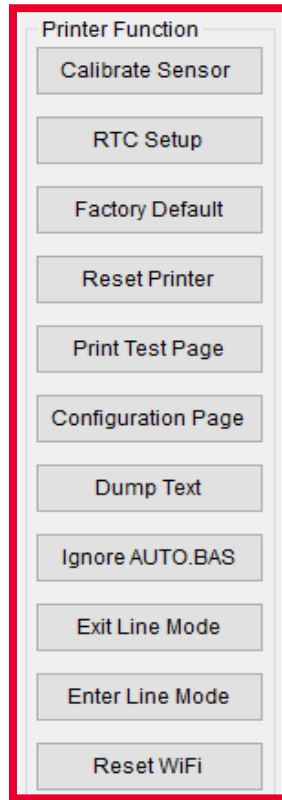 Printer Function
Calibrate Sensor
RTC Setup
Factory Default
Reset Printer
Print Test Page
Configuration Page
Dump Text
Ignore AUTO.BAS
Exit Line Mode
Enter Line Mode
Reset WiFi